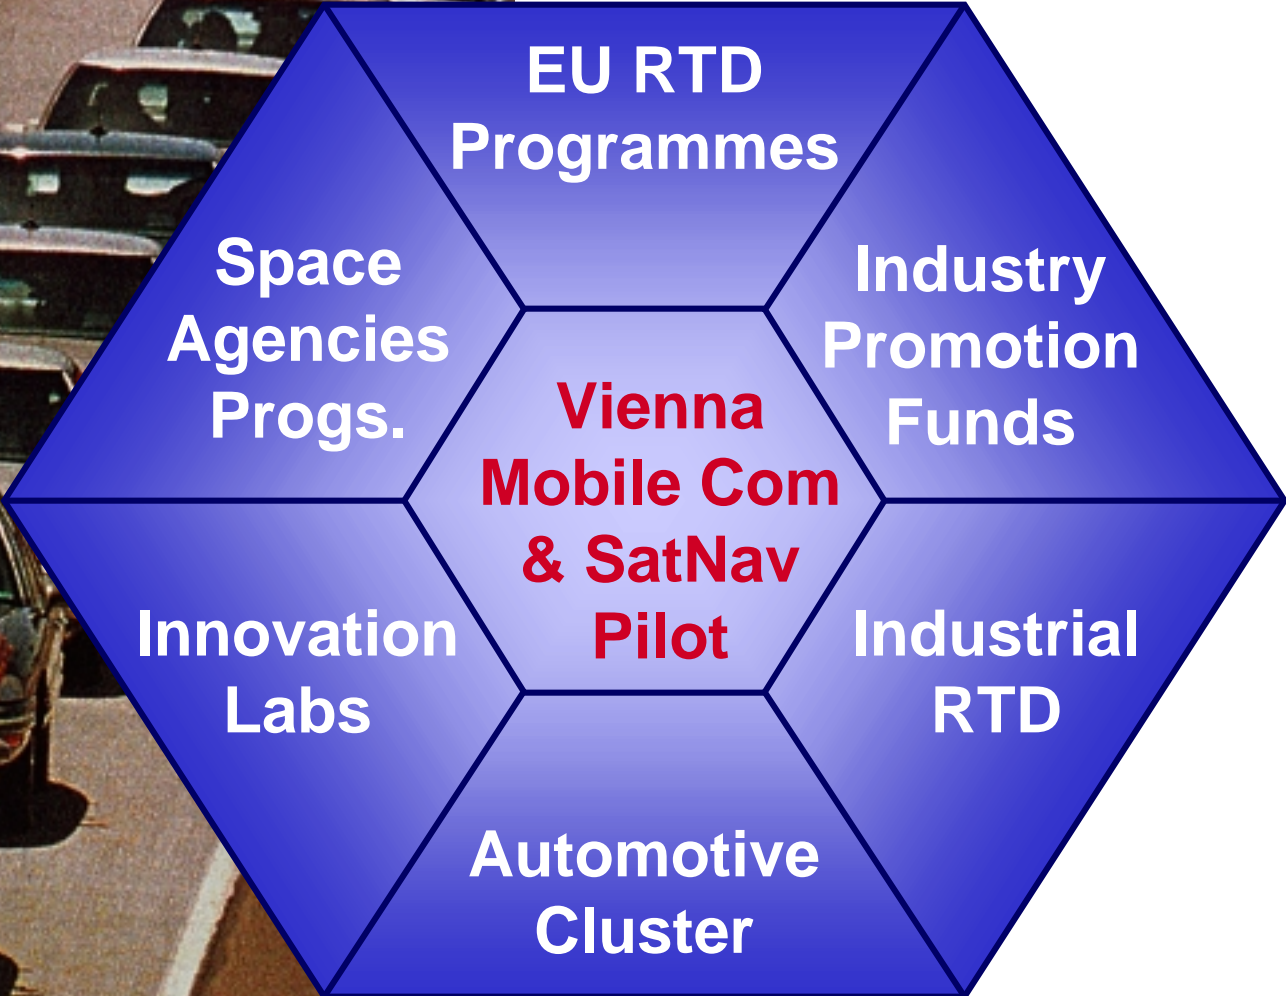 EU RTD
Programmes
Space
Agencies
Progs.
Industry
Promotion
Funds
Vienna
Mobile Com
& SatNav
Pilot
Innovation
Labs
Industrial
RTD
Automotive
Cluster